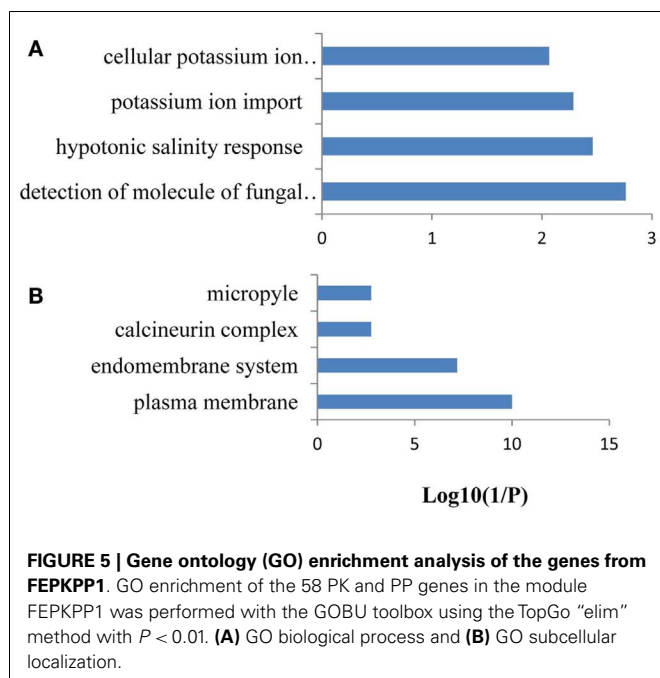 A
cellular potassium ion..
potassium ion import
hypotonic salinity response
detection of molecule of fungal..
0 1 2 3
B
micropyle
calcineurin complex
endomembrane system
plasma membrane
0 5 10 15
Log10(1/P)
FIGURE 5 | Gene ontology (GO) enrichment analysis of the genes from
FEPKPP1. GO enrichment of the 58 PK and PP genes in the module
FEPKPP1 was performed with the GOBU toolbox using the TopGo “elim”
method with P < 0.01. (A) GO biological process and (B) GO subcellular
localization.